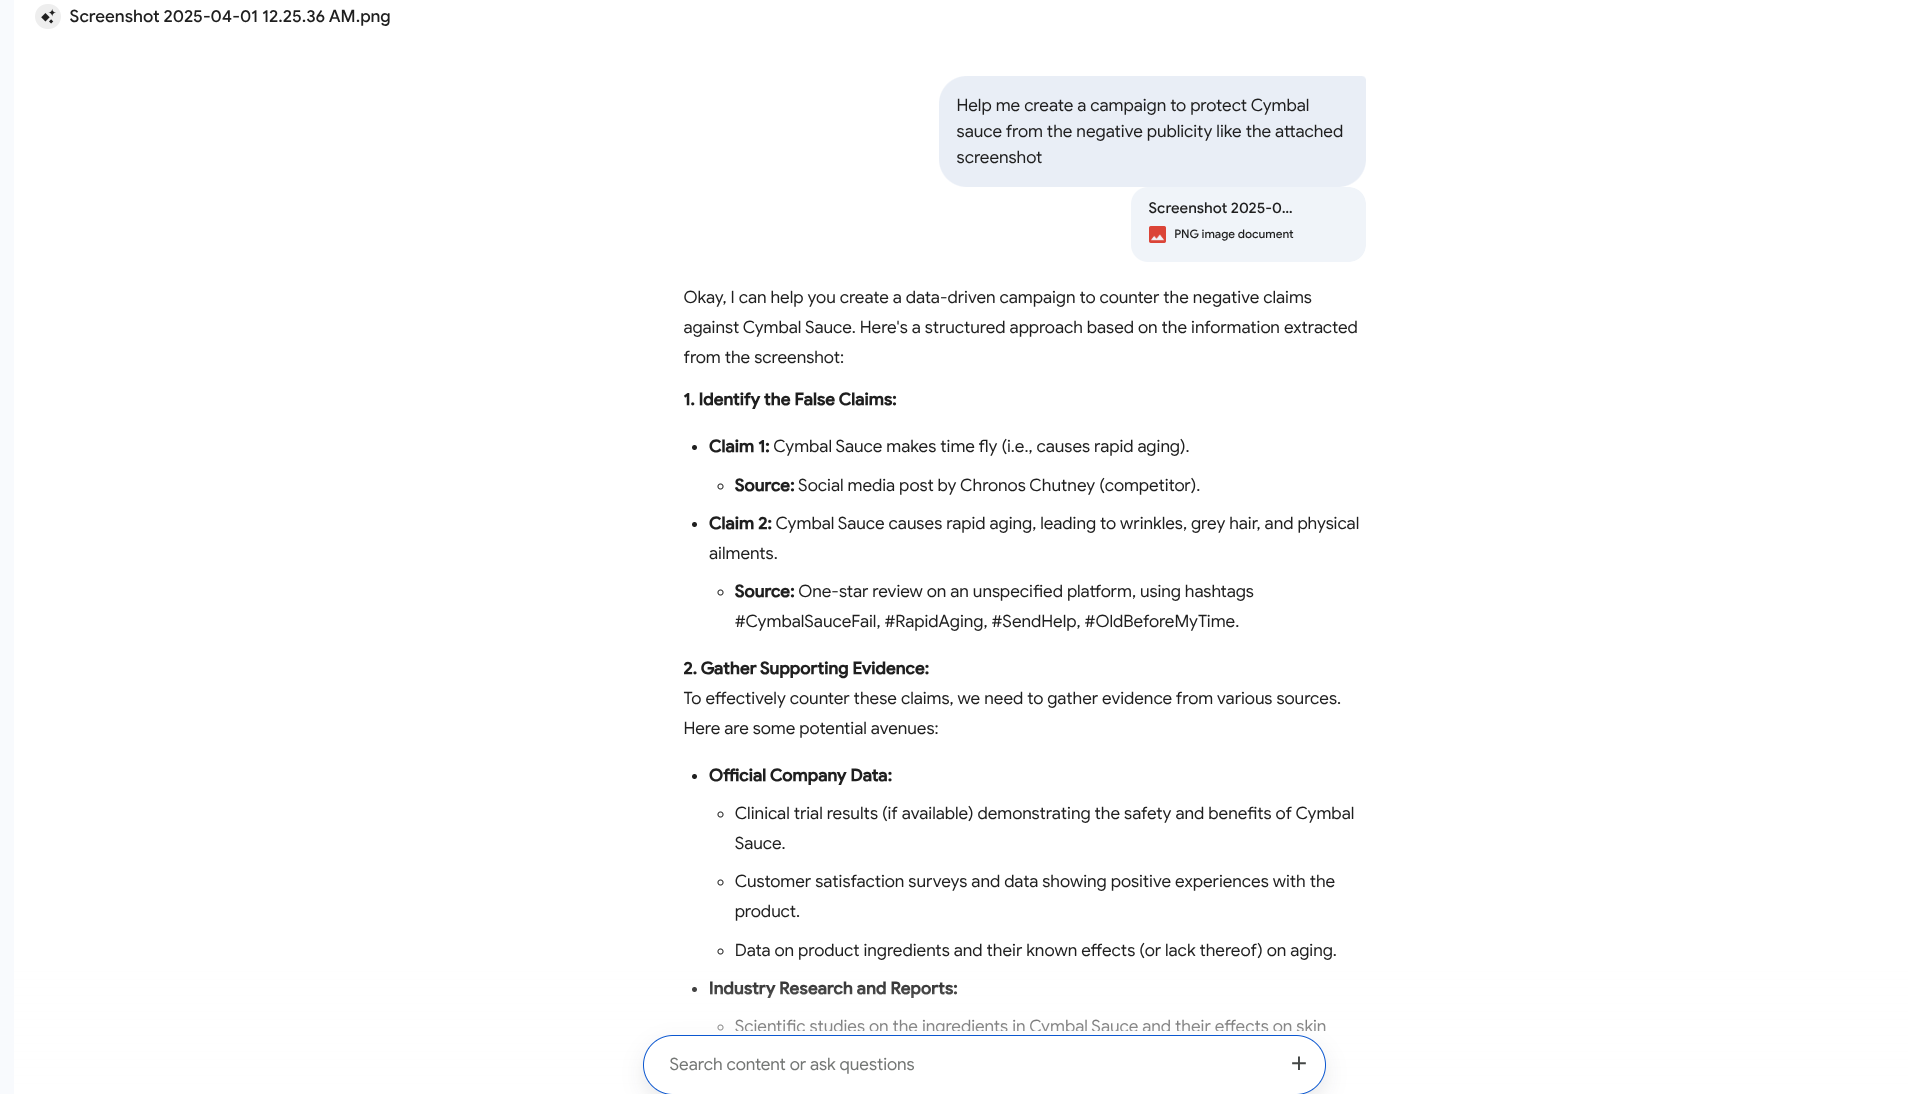 Screenshot 2025-04-01 12.25.36 AM.png
Help me create a campaign to protect Cymbal
sauce from the negative publicity like the attached
screenshot
Screenshot 2025-0...
PNG image document
Okay, I can help you create a data-driven campaign to counter the negative claims
against Cymbal Sauce. Here's a structured approach based on the information extracted
from the screenshot:
1. Identify the False Claims:
• Claim 1: Cymbal Sauce makes time fly (i.e., causes rapid aging).
◦ Source: Social media post by Chronos Chutney (competitor).
• Claim 2: Cymbal Sauce causes rapid aging, leading to wrinkles, grey hair, and physical
ailments.
◦ Source: One-star review on an unspecified platform, using hashtags
#CymbalSauceFail, #RapidAging, #SendHelp, #OldBeforeMyTime.
2. Gather Supporting Evidence:
To effectively counter these claims, we need to gather evidence from various sources.
Here are some potential avenues:
• Official Company Data:
◦ Clinical trial results (if available) demonstrating the safety and benefits of Cymbal
Sauce.
◦ Customer satisfaction surveys and data showing positive experiences with the
product.
◦ Data on product ingredients and their known effects (or lack thereof) on aging.
• Industry Research and Reports:
◦ Scientific studies on the ingredients in Cymbal Sauce and their effects on skin
Search content or ask questions